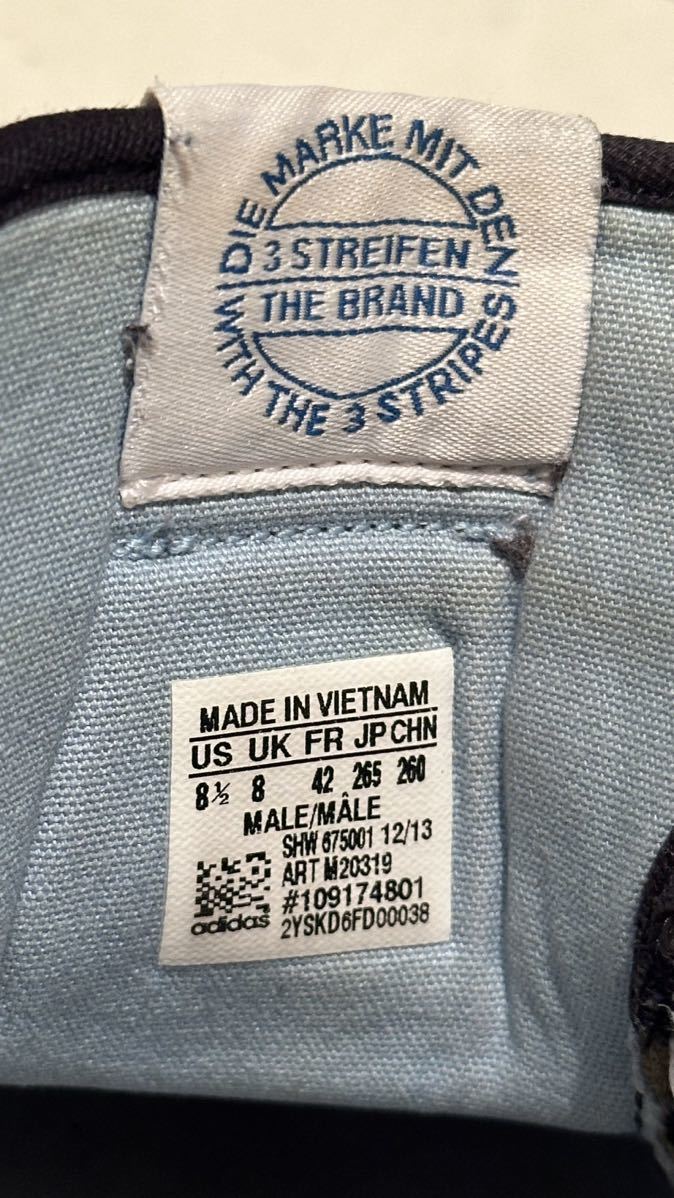 DIE MARKE MIT DEN
3 STREIFEN
THE BRAND
WITH THE 3 STRIPES
MADE IN VIETNAM
US UK FR JP CHN
8½ 8 42 265 260
MALE/MÂLE
SHW 675001 12/13
ART M20319
#109174801
adidas 2YSKD6FD00038